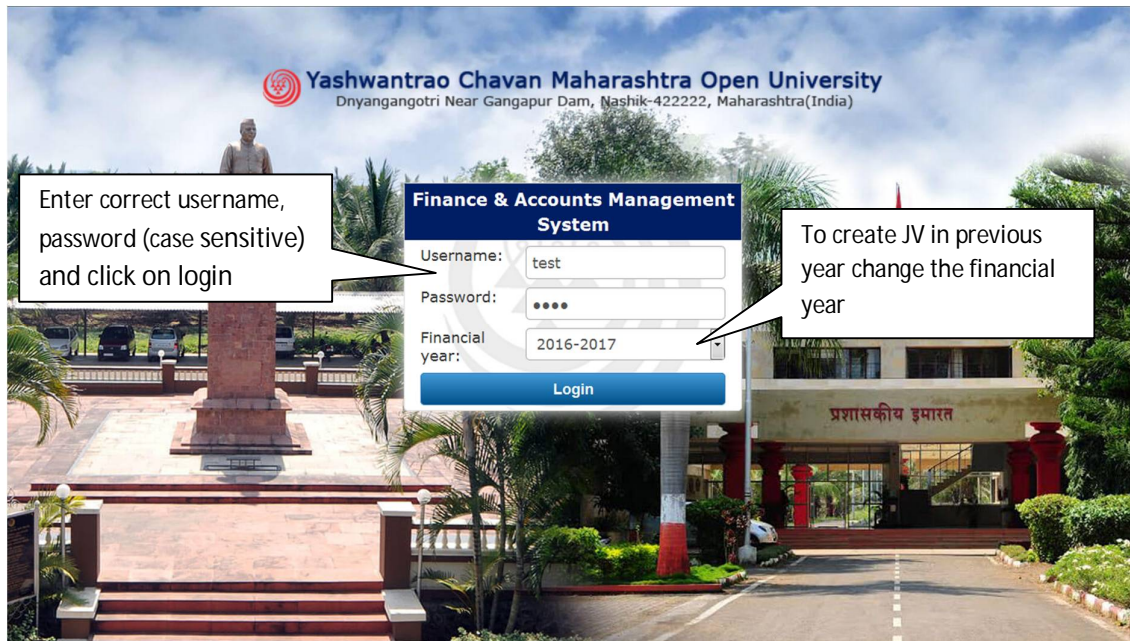 Yashwantrao Chavan Maharashtra Open University
Dnyangangotri Near Gangapur Dam, Nashik-422222, Maharashtra(India)
Enter correct username,
password (case sensitive)
and click on login
Finance & Accounts Management
System
Username:
test
Password:
••••
Financial
year:
2016-2017
Login
To create JV in previous
year change the financial
year
प्रशासकीय इमारत